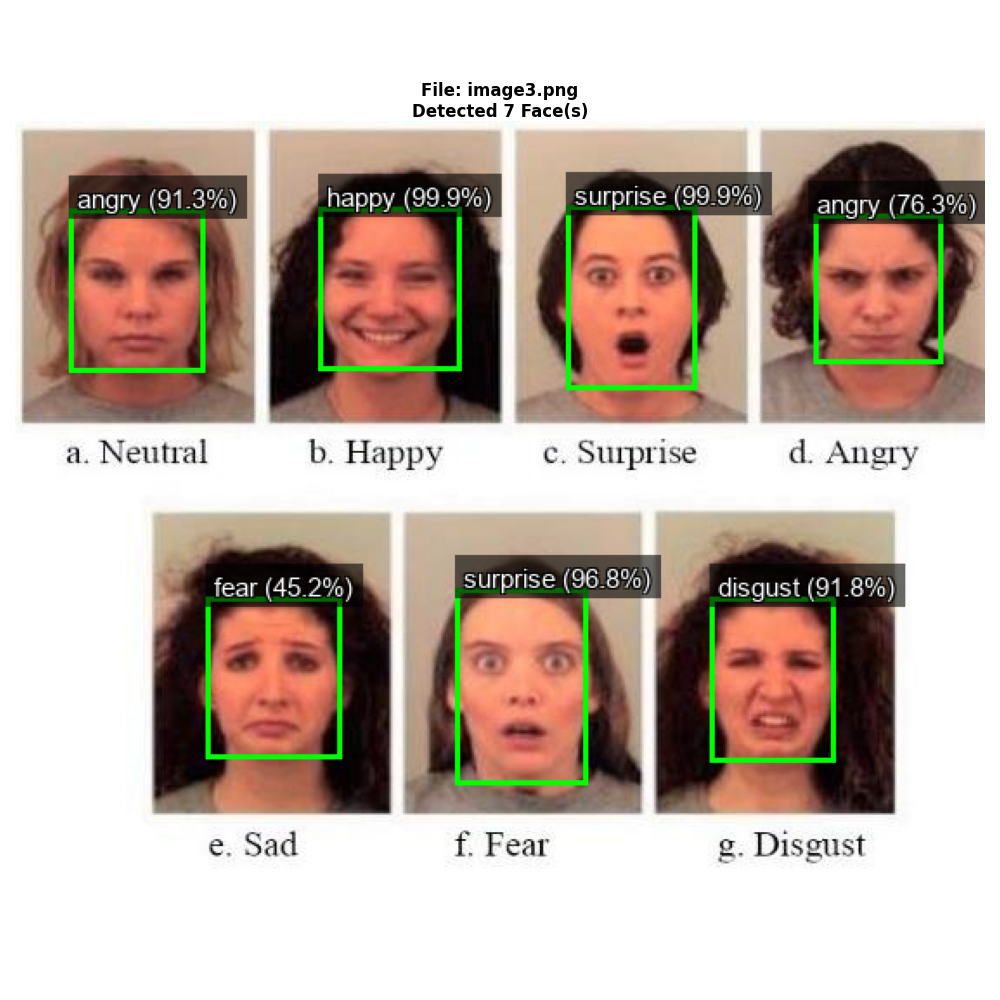 File: image3.png
Detected 7 Face(s)
angry (91.3%)
happy (99.9%)
surprise (99.9%)
angry (76.3%)
a. Neutral
b. Happy
c. Surprise
d. Angry
fear (45.2%)
surprise (96.8%)
disgust (91.8%)
e. Sad
f. Fear
g. Disgust